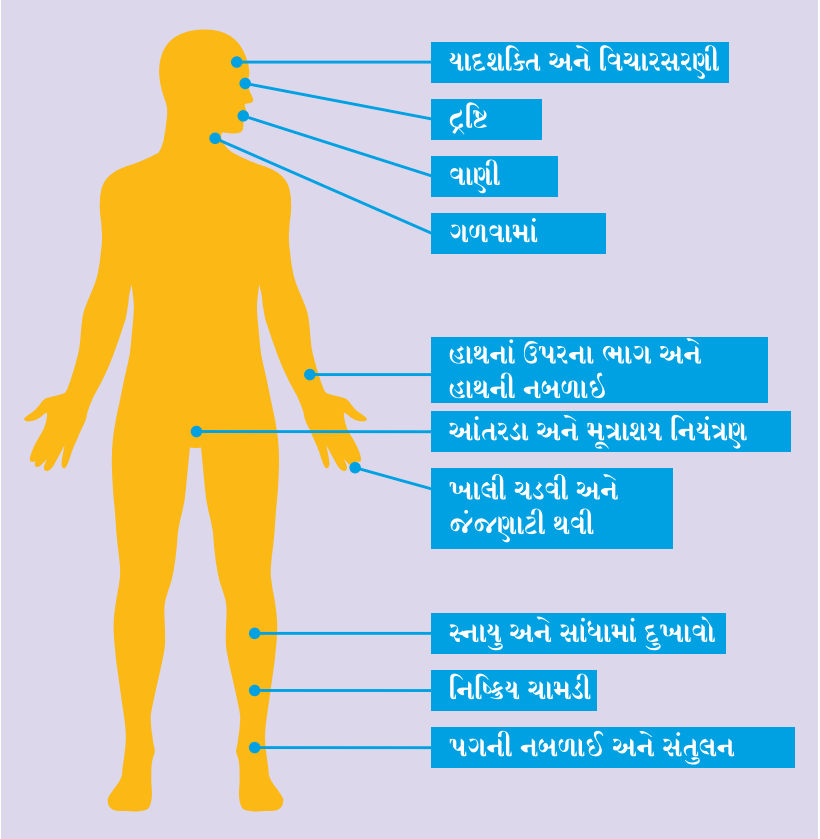 યાદશક્તિ અને વિચારસરણી
દ્રષ્ટિ
વાણી
ગળવામાં
હાથનાં ઉપરના ભાગ અને
હાથની નબળાઈ
આંતરડા અને મૂત્રાશય નિયંત્રણ
ખાલી ચડવી અને
જંજણાટી થવી
સ્નાયુ અને સાંધામાં દુખાવો
નિષ્ક્રિય ચામડી
પગની નબળાઈ અને સંતુલન